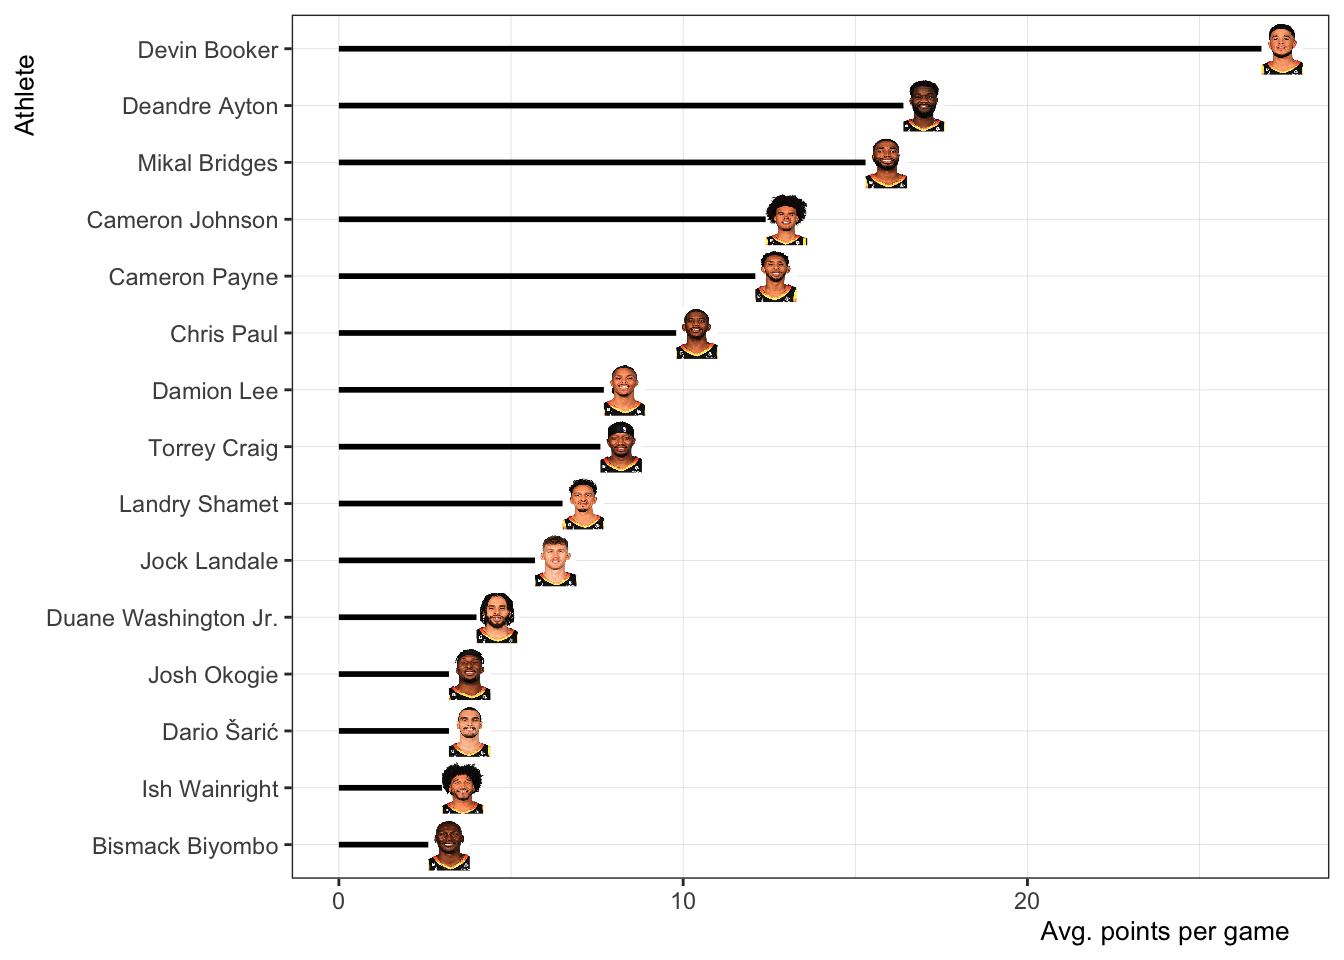 Athlete
Devin Booker
Deandre Ayton
Mikal Bridges
Cameron Johnson
Cameron Payne
Chris Paul
Damion Lee
Torrey Craig
Landry Shamet
Jock Landale
Duane Washington Jr.
Josh Okogie
Dario Šarić
Ish Wainright
Bismack Biyombo
0 10 20
Avg. points per game